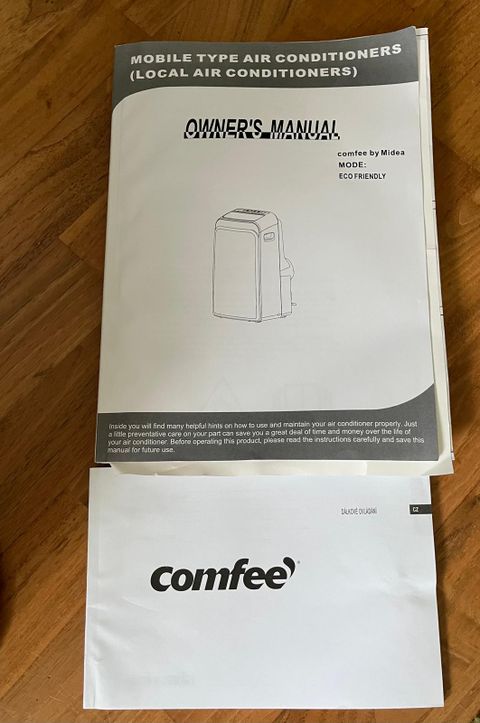 MOBILE TYPE AIR CONDITIONERS
(LOCAL AIR CONDITIONERS)
OWNER'S MANUAL
comfee by Midea
MODE:
ECO FRIENDLY
Inside you will find many helpful hints on how to use and maintain your air conditioner properly. Just
a little preventative care on your part can save you a great deal of time and money over the life of
your air conditioner. Before operating this product, please read the instructions carefully and save this
manual for future use.
DÁLKOVÉ OVLÁDÁNÍ
CZ
comfee'